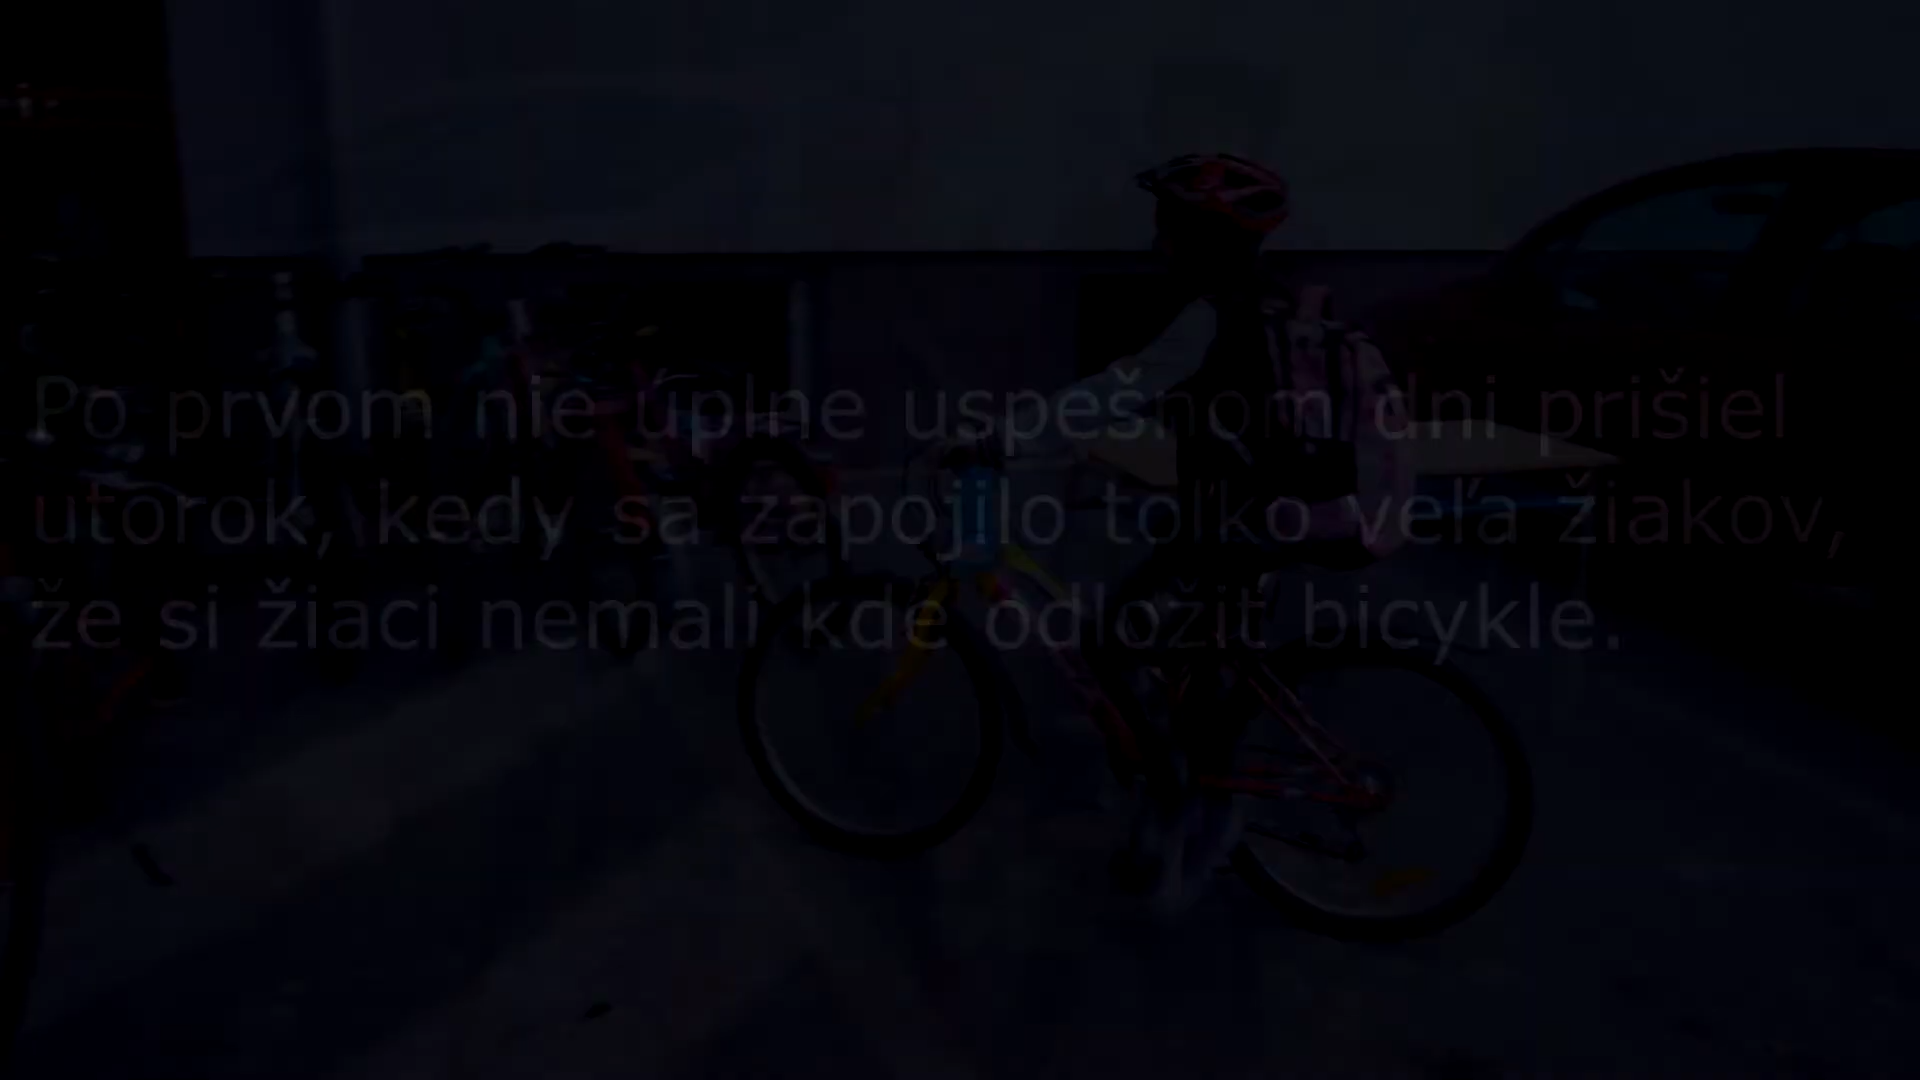 Po prvom nie úplne uspešnom dni prišiel
utorok, kedy sa zapojilo toľko veľa žiakov,
že si žiaci nemali kde odložiť bicykle.